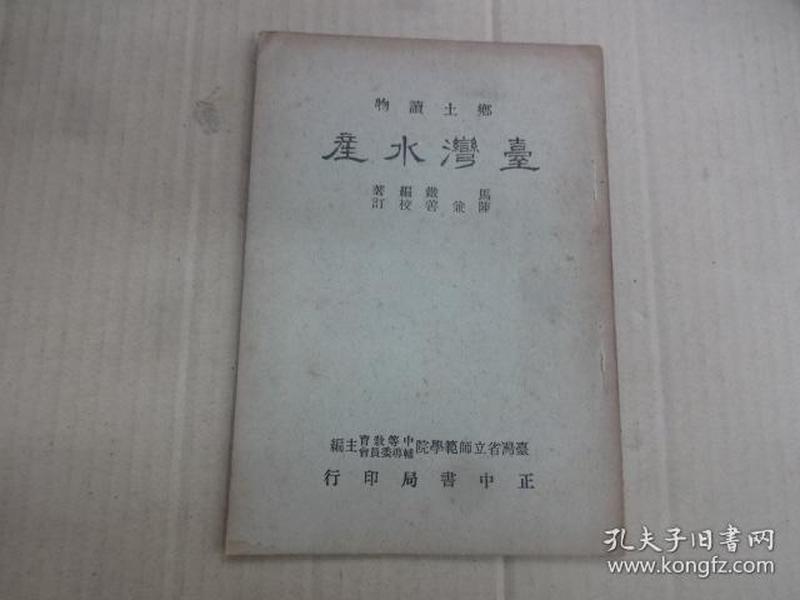 鄉土讀物
臺灣水產
馬鐵編著
陳兼善校訂
臺灣省立師範學院中等教育輔導委員會主編
正中書局印行
孔夫子旧书网
www.kongfz.com